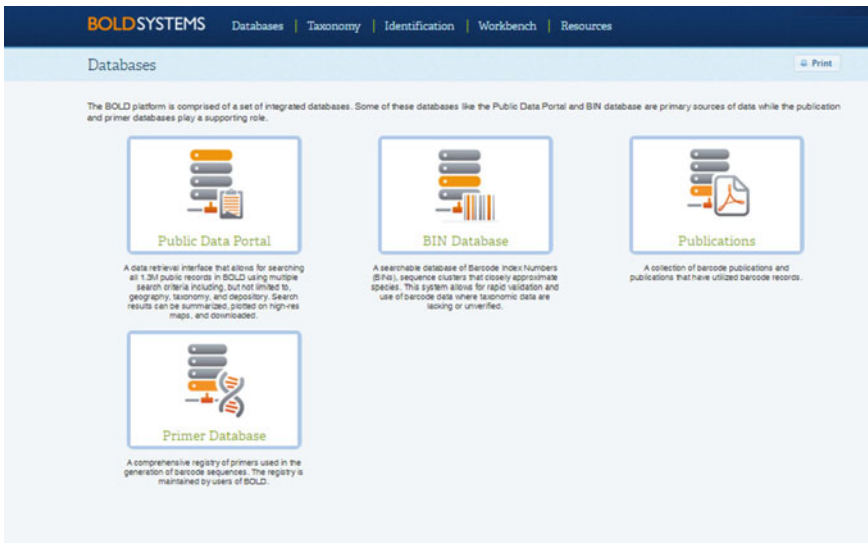 BOLDSYSTEMS Databases | Taxonomy | Identification | Workbench | Resources
Databases
Print
The BOLD platform is comprised of a set of integrated databases. Some of these databases like the Public Data Portal and BIN database are primary sources of data while the publication
and primer databases play a supporting role.
Public Data Portal
A data retrieval interface that allows for searching
all 1.3M public records in BOLD using multiple
search criteria including, but not limited to,
geography, taxonomy, and depository. Search
results can be summarized, plotted on high-res
maps, and downloaded.
BIN Database
A searchable database of Barcode Index Numbers
(BINs), sequence clusters that closely approximate
species. This system allows for rapid validation and
use of barcode data where taxonomic data are
lacking or unverified.
Publications
A collection of barcode publications and
publications that have utilized barcode records.
Primer Database
A comprehensive registry of primers used in the
generation of barcode sequences. The registry is
maintained by users of BOLD.